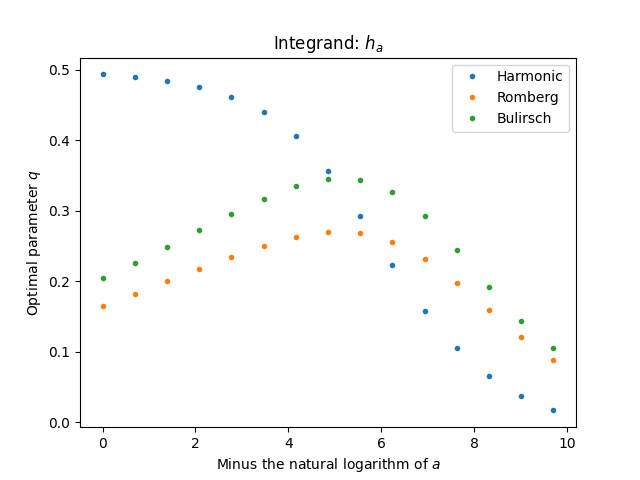 Integrand: hₐ
Harmonic
Romberg
Bulirsch
Optimal parameter q
0.5
0.4
0.3
0.2
0.1
0.0
0 2 4 6 8 10
Minus the natural logarithm of a